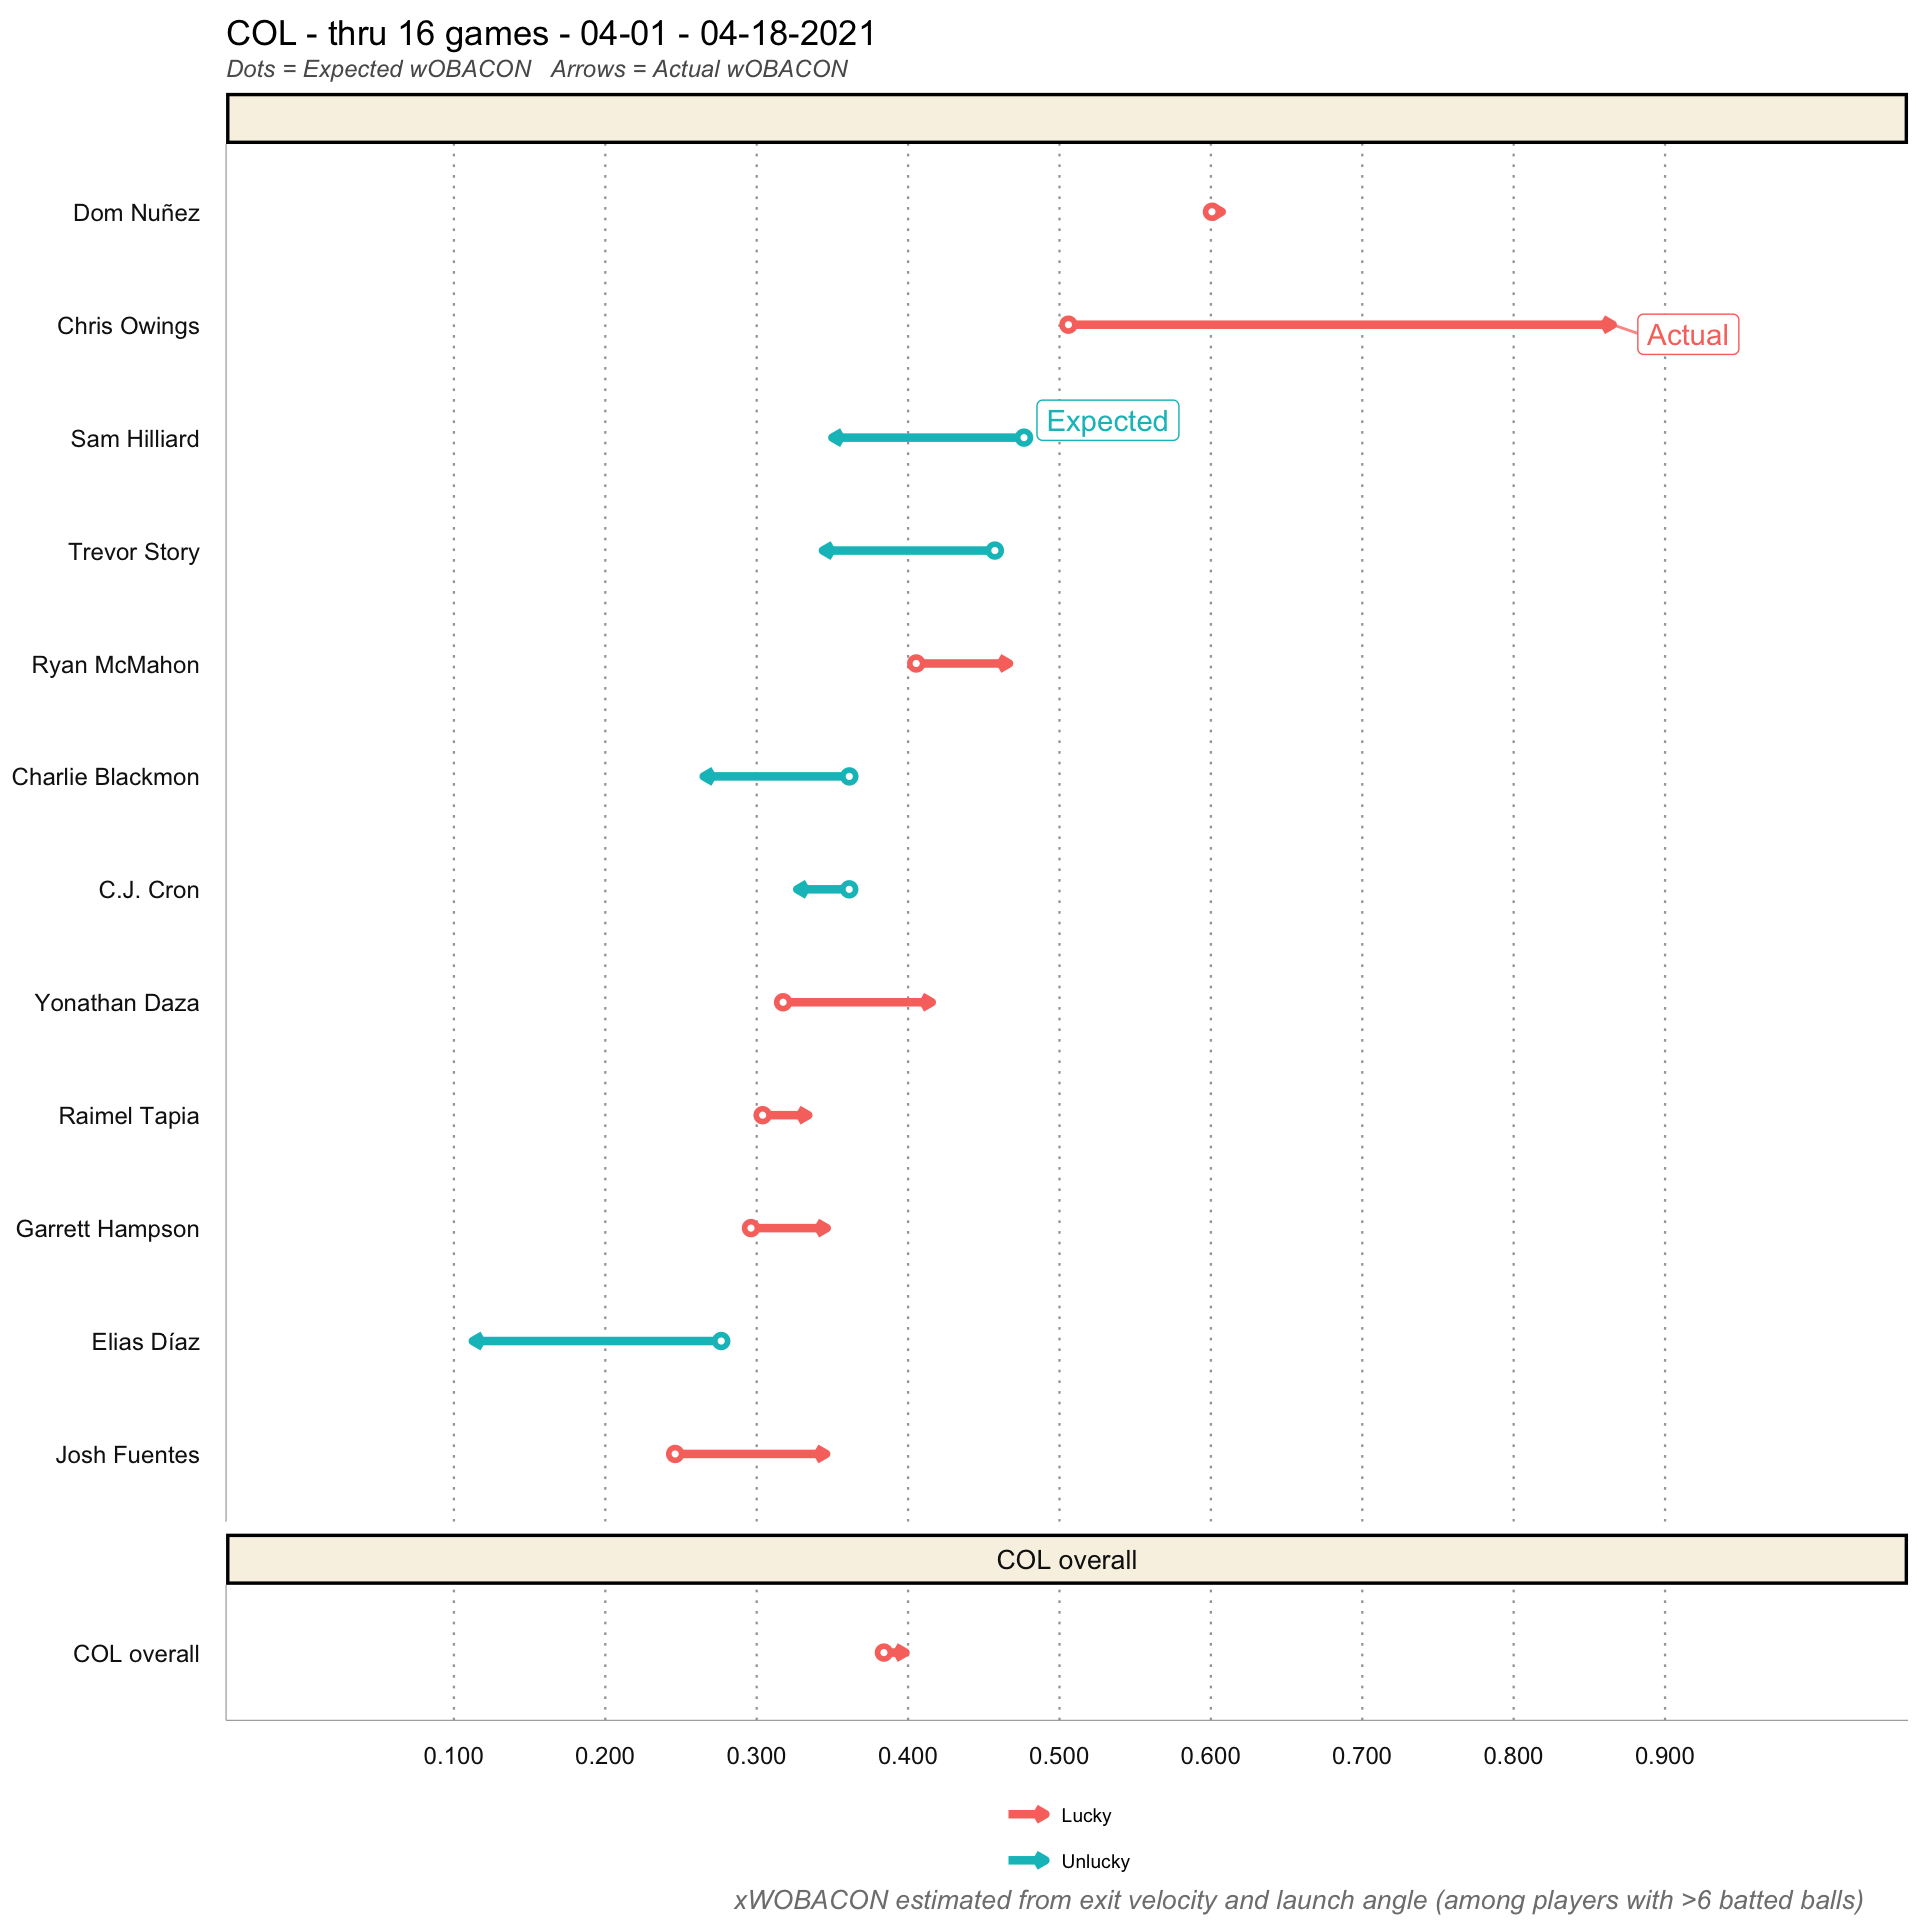 COL - thru 16 games - 04-01 - 04-18-2021
Dots = Expected wOBACON   Arrows = Actual wOBACON
Dom Nuñez
Chris Owings
Actual
Expected
Sam Hilliard
Trevor Story
Ryan McMahon
Charlie Blackmon
C.J. Cron
Yonathan Daza
Raimel Tapia
Garrett Hampson
Elias Díaz
Josh Fuentes
COL overall
COL overall
0.100 0.200 0.300 0.400 0.500 0.600 0.700 0.800 0.900
Lucky
Unlucky
xWOBACON estimated from exit velocity and launch angle (among players with >6 batted balls)